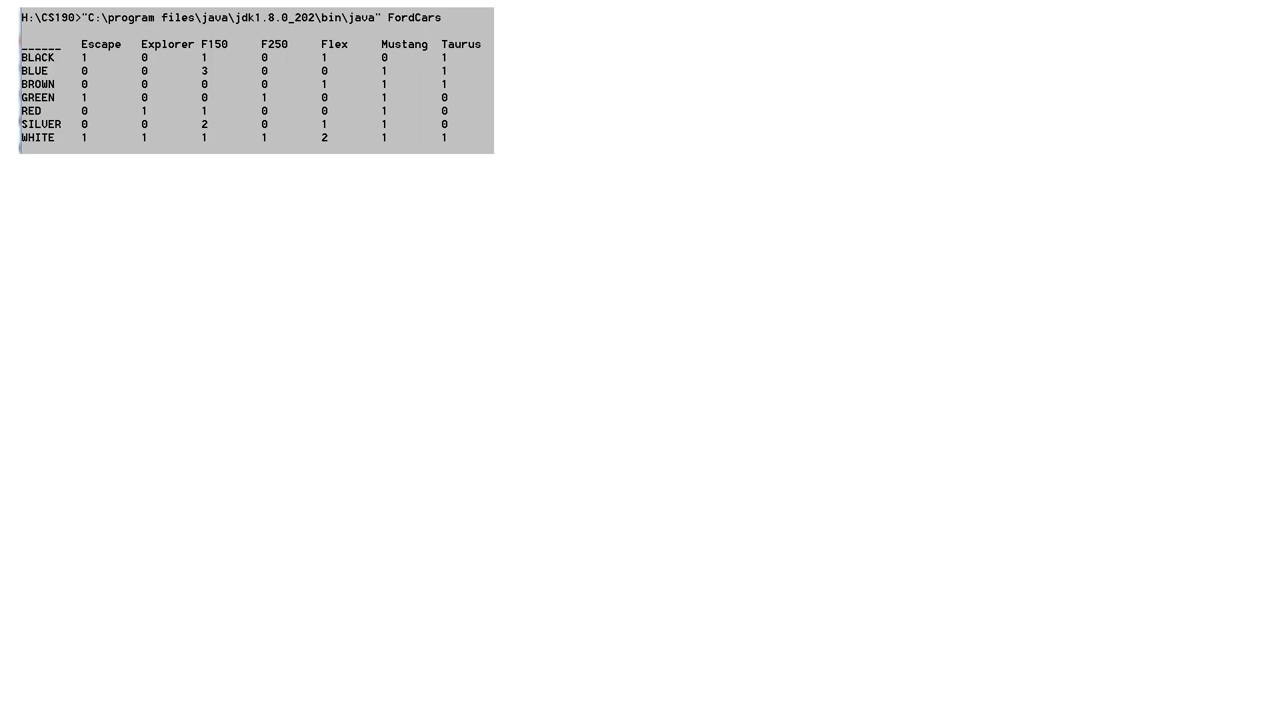 H:\CS190>"C:\program files\java\jdk1.8.0_202\bin\java" FordCars
______ Escape Explorer F150 F250 Flex Mustang Taurus
BLACK 1 0 1 0 1 0 1
BLUE 0 0 3 0 0 1 1
BROWN 0 0 0 0 1 1 1
GREEN 1 0 0 1 0 1 0
RED 0 1 1 0 0 1 0
SILVER 0 0 2 0 1 1 0
WHITE 1 1 1 1 2 1 1